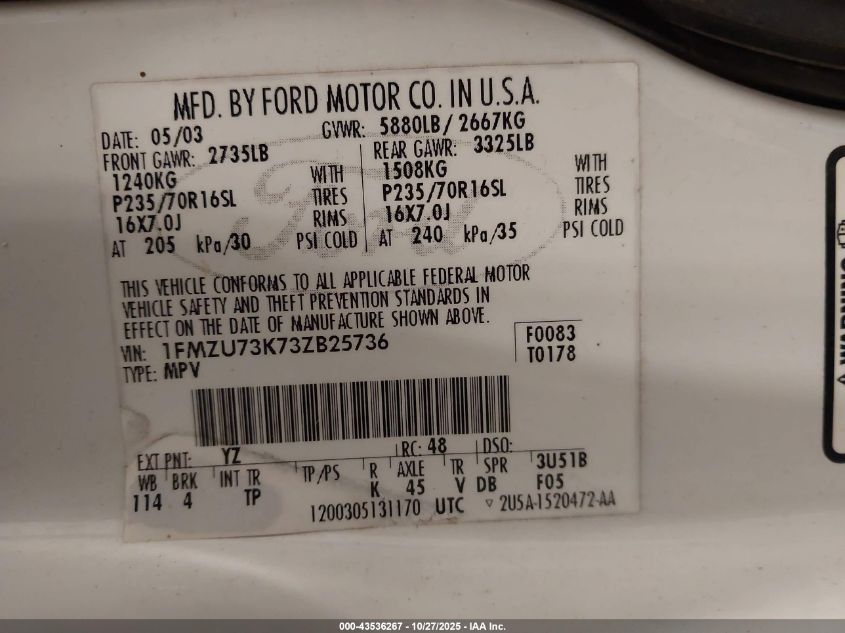 MFD. BY FORD MOTOR CO. IN U.S.A.
DATE: 05/03 GVWR: 5880LB/ 2667KG
FRONT GAWR: 2735LB REAR GAWR: 3325LB
1240KG WITH 1508KG WITH
P235/70R16SL TIRES P235/70R16SL TIRES
16X7.0J RIMS 16X7.0J RIMS
AT 205 kPa/30 PSI COLD AT 240 kPa/35 PSI COLD
THIS VEHICLE CONFORMS TO ALL APPLICABLE FEDERAL MOTOR
VEHICLE SAFETY AND THEFT PREVENTION STANDARDS IN
EFFECT ON THE DATE OF MANUFACTURE SHOWN ABOVE.
VIN: 1FMZU73K73ZB25736 F0083
TYPE: MPV T0178
EXT PNT: YZ RC: 48 DSO:
WB BRK INT TR TP/PS R AXLE TR SPR 3U51B
114 4 TP K 45 V DB F05
1200305131170 UTC ▽ 2U5A-1520472-AA
Ford
WARNING
000-43536267 - 10/27/2025 - IAA Inc.